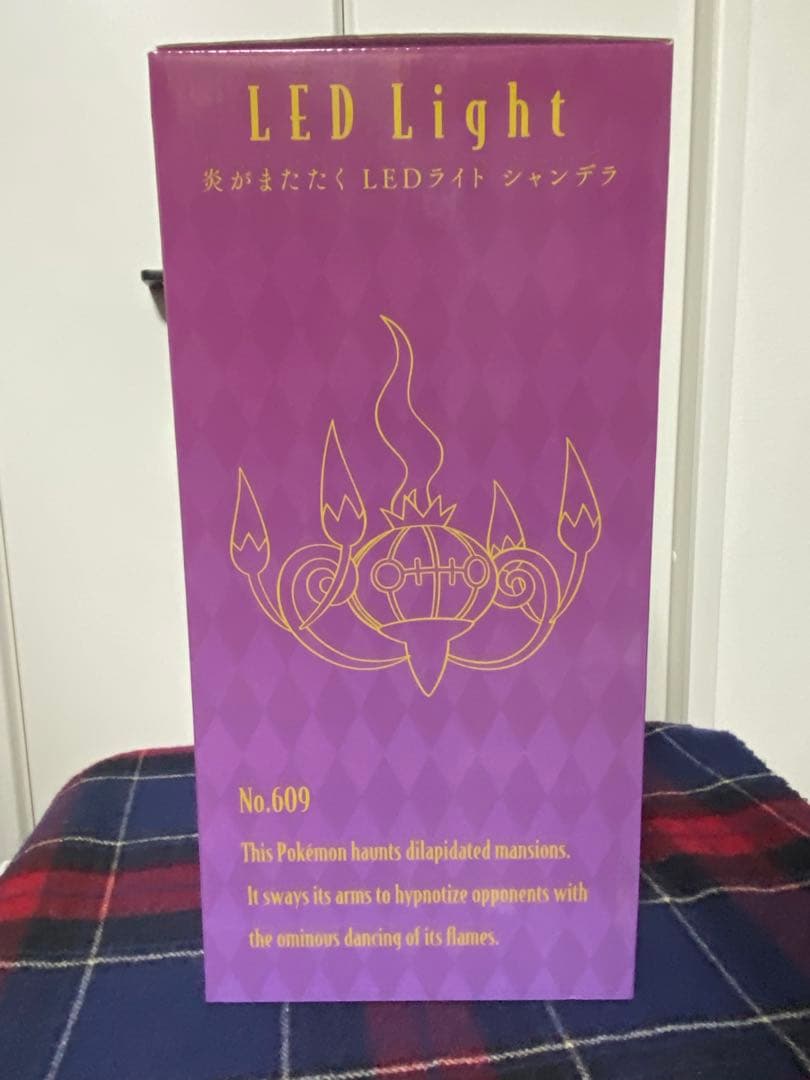 LED Light
炎がまたたく LEDライト シャンデラ
No.609
This Pokémon haunts dilapidated mansions.
It sways its arms to hypnotize opponents with
the ominous dancing of its flames.